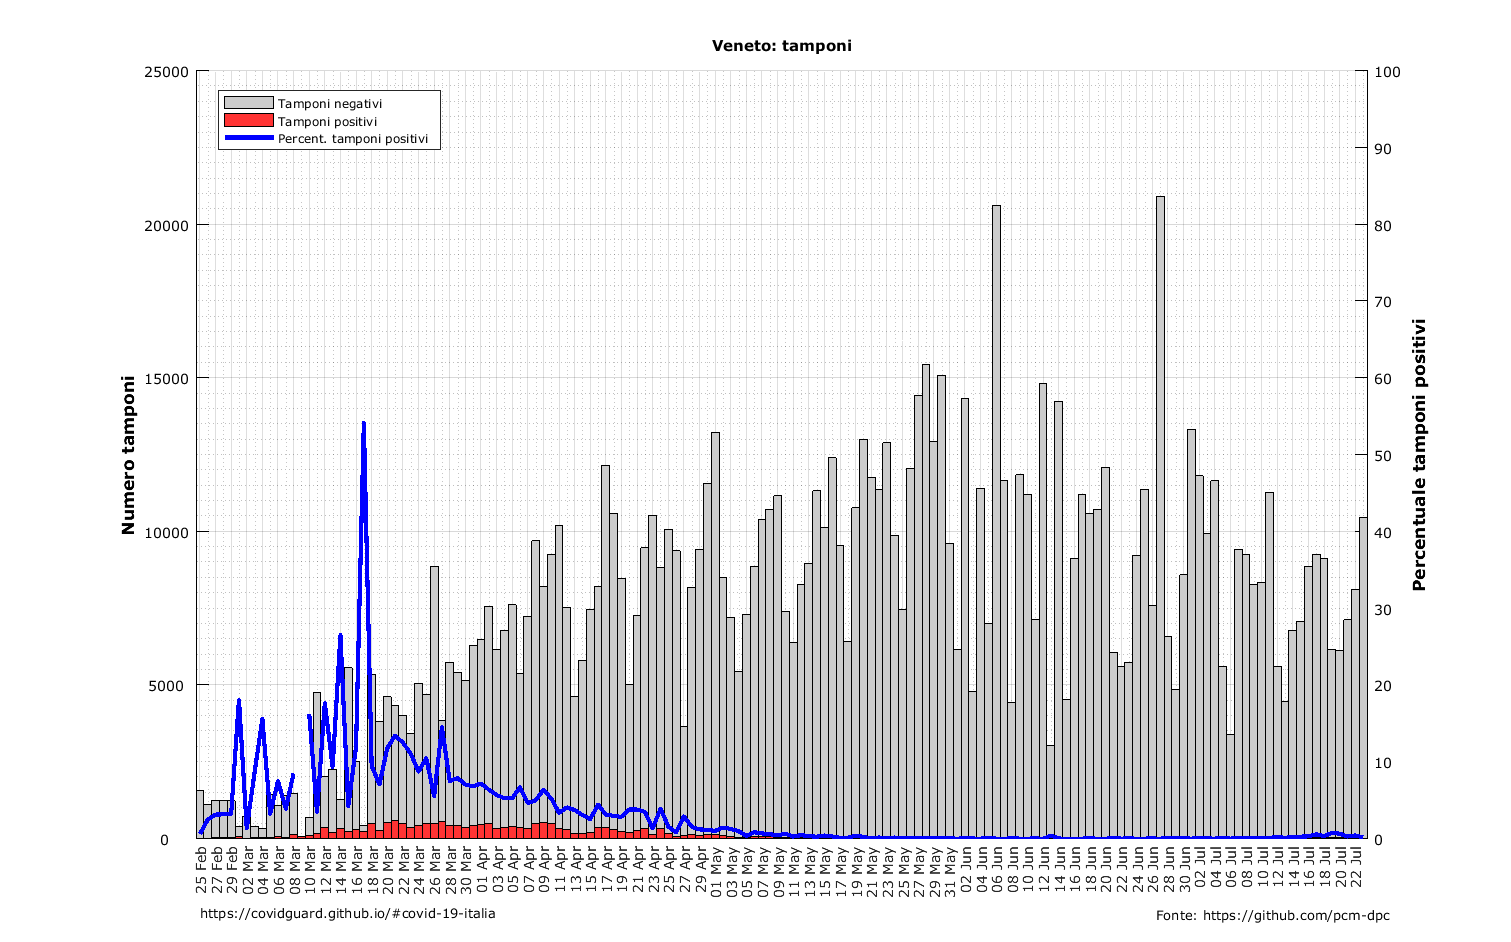 Veneto: tamponi
25000
20000
15000
10000
5000
0
100
90
80
70
60
50
40
30
20
10
0
Numero tamponi
Percentuale tamponi positivi
Tamponi negativi
Tamponi positivi
Percent. tamponi positivi
25 Feb
27 Feb
29 Feb
02 Mar
04 Mar
06 Mar
08 Mar
10 Mar
12 Mar
14 Mar
16 Mar
18 Mar
20 Mar
22 Mar
24 Mar
26 Mar
28 Mar
30 Mar
01 Apr
03 Apr
05 Apr
07 Apr
09 Apr
11 Apr
13 Apr
15 Apr
17 Apr
19 Apr
21 Apr
23 Apr
25 Apr
27 Apr
29 Apr
01 May
03 May
05 May
07 May
09 May
11 May
13 May
15 May
17 May
19 May
21 May
23 May
25 May
27 May
29 May
31 May
02 Jun
04 Jun
06 Jun
08 Jun
10 Jun
12 Jun
14 Jun
16 Jun
18 Jun
20 Jun
22 Jun
24 Jun
26 Jun
28 Jun
30 Jun
02 Jul
04 Jul
06 Jul
08 Jul
10 Jul
12 Jul
14 Jul
16 Jul
18 Jul
20 Jul
22 Jul
https://covidguard.github.io/#covid-19-italia
Fonte: https://github.com/pcm-dpc